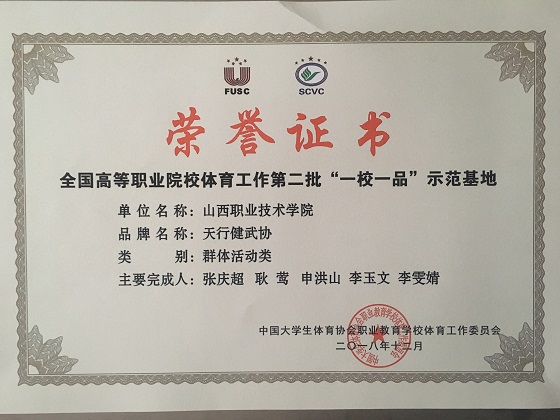 FUSC
SCVC
荣誉证书
全国高等职业院校体育工作第二批“一校一品”示范基地
单位名称：山西职业技术学院
品牌名称：天行健武协
类 别：群体活动类
主要完成人：张庆超 耿 莺 申洪山 李玉文 李雯婧
中国大学生体育协会职业教育学校体育工作委员会
二〇一八年十二月